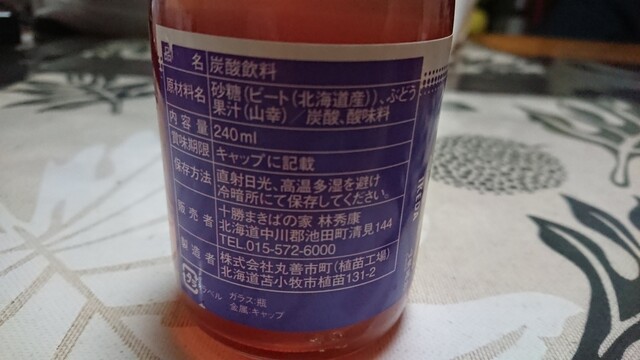 品名 炭酸飲料
原材料名 砂糖(ビート(北海道産))、ぶどう
果汁(山幸)/炭酸、酸味料
内容量 240ml
賞味期限 キャップに記載
保存方法 直射日光、高温多湿を避け
冷暗所にて保存してください。
販売者 十勝まきばの家 林秀康
北海道中川郡池田町清見144
TEL.015-572-6000
製造者 株式会社丸善市町(植苗工場)
北海道苫小牧市植苗131-2
ラベル ガラス:瓶
金属:キャップ